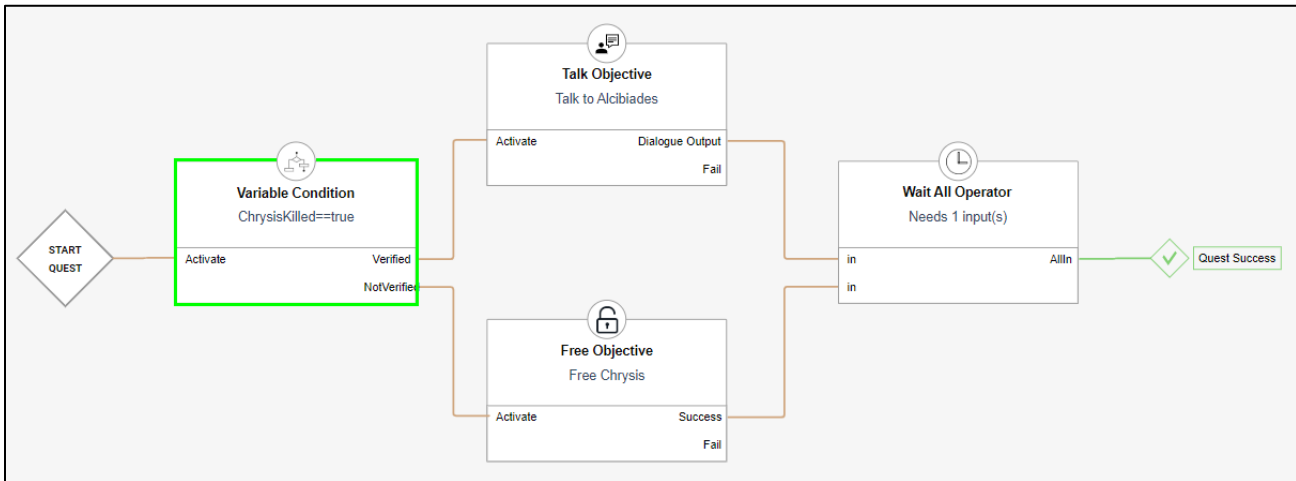 START
QUEST
Variable Condition
ChrysisKilled==true
Activate
Verified
NotVerified
Talk Objective
Talk to Alcibiades
Activate
Dialogue Output
Fail
Free Objective
Free Chrysis
Activate
Success
Fail
Wait All Operator
Needs 1 input(s)
in
AllIn
in
Quest Success